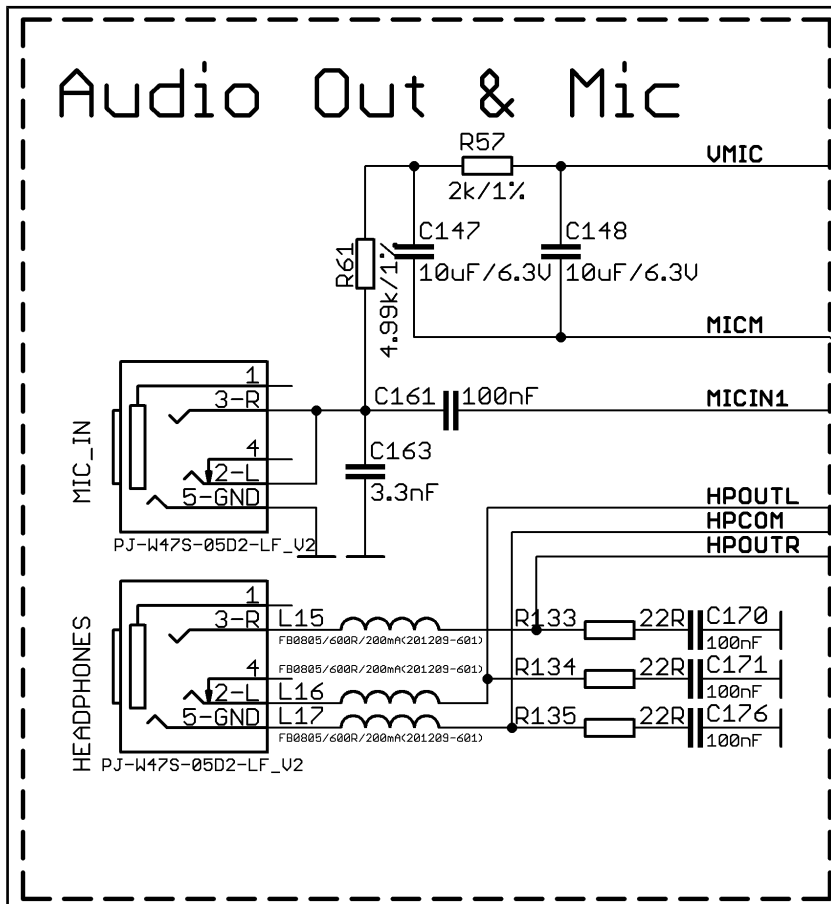 Audio Out & Mic
R57
2k/1%
VMIC
R61
4.99k/1%
C147
10uF/6.3V
C148
10uF/6.3V
MICM
MIC_IN
1
3-R
4
2-L
5-GND
PJ-W47S-05D2-LF_V2
C161
100nF
MICIN1
C163
3.3nF
HPOUTL
HPCOM
HPOUTR
HEADPHONES
1
3-R
4
2-L
5-GND
PJ-W47S-05D2-LF_V2
L15
FB0805/600R/200mA(201209-601)
FB0805/600R/200mA(201209-601)
L16
L17
FB0805/600R/200mA(201209-601)
R133
22R
C170
100nF
R134
22R
C171
100nF
R135
22R
C176
100nF